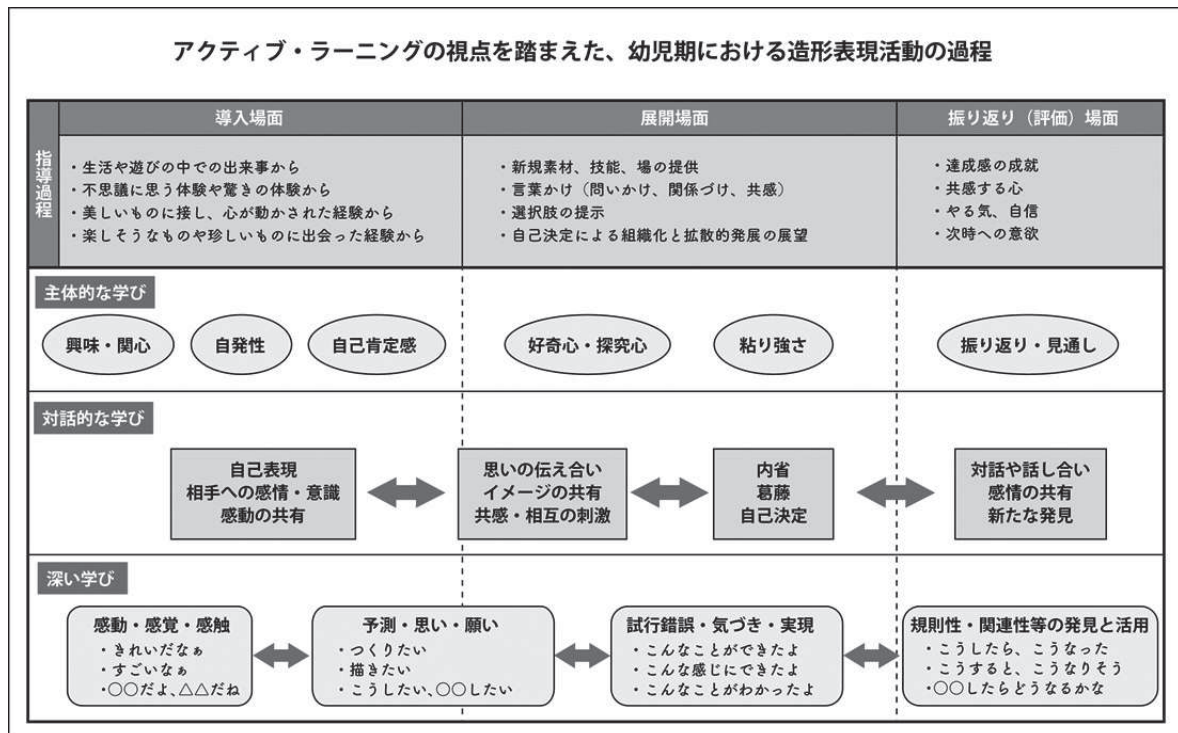 アクティブ・ラーニングの視点を踏まえた、幼児期における造形表現活動の過程
指導過程
導入場面
・生活や遊びの中での出来事から
・不思議に思う体験や驚きの体験から
・美しいものに接し、心が動かされた経験から
・楽しそうなものや珍しいものに出会った経験から
展開場面
・新規素材、技能、場の提供
・言葉かけ（問いかけ、関係づけ、共感）
・選択肢の提示
・自己決定による組織化と拡散的発展の展望
振り返り（評価）場面
・達成感の成就
・共感する心
・やる気、自信
・次時への意欲
主体的な学び
興味・関心
自発性
自己肯定感
好奇心・探究心
粘り強さ
振り返り・見通し
対話的な学び
自己表現
相手への感情・意識
感動の共有
思いの伝え合い
イメージの共有
共感・相互の刺激
内省
葛藤
自己決定
対話や話し合い
感情の共有
新たな発見
深い学び
感動・感覚・感触
・きれいだなぁ
・すごいなぁ
・○○だよ、△△だね
予測・思い・願い
・つくりたい
・描きたい
・こうしたい、○○したい
試行錯誤・気づき・実現
・こんなことができたよ
・こんな感じにできたよ
・こんなことがわかったよ
規則性・関連性等の発見と活用
・こうしたら、こうなった
・こうすると、こうなりそう
・○○したらどうなるかな